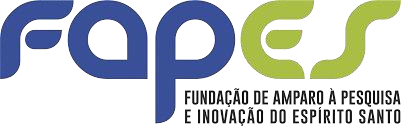 FAPES
FUNDAÇÃO DE AMPARO À PESQUISA
E INOVAÇÃO DO ESPÍRITO SANTO